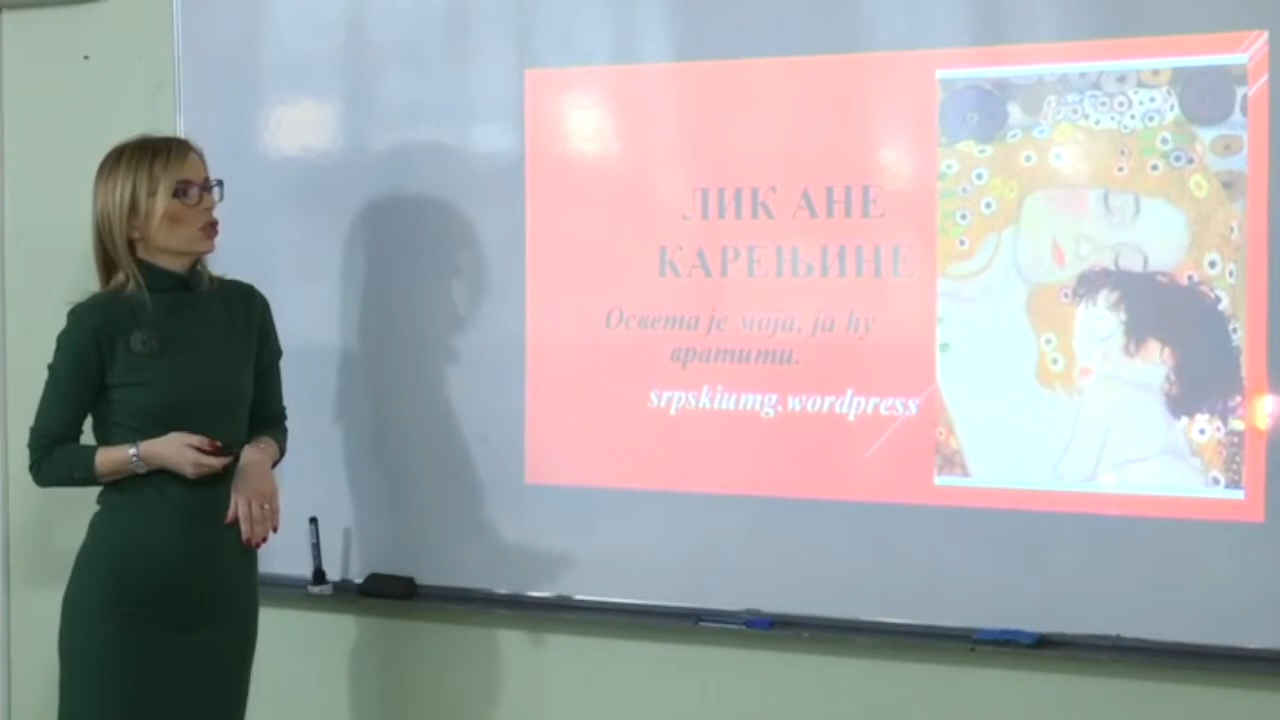 ЛИК АНЕ
КАРЕЊИНЕ
Освета је моја, ја ћу
вратити.
srpskiumg.wordpress